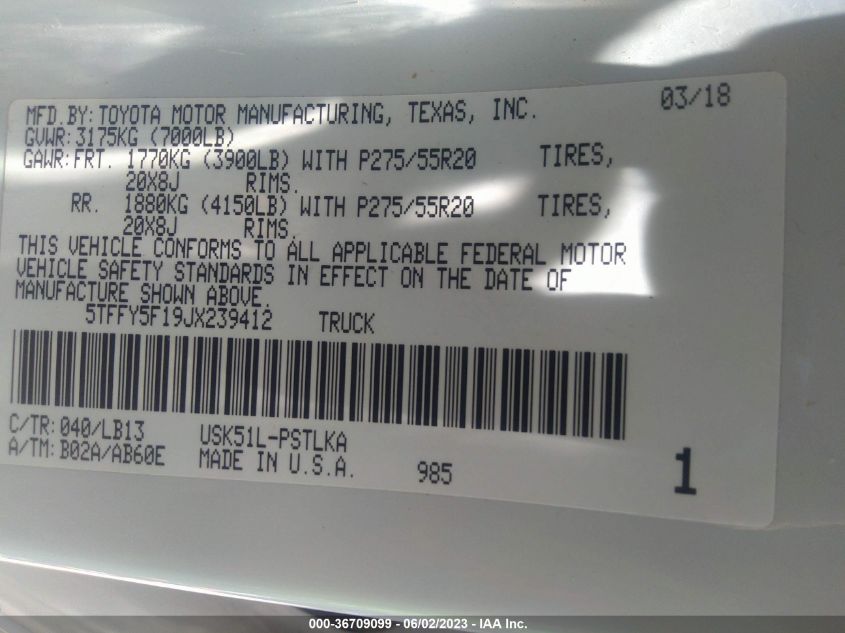 MFD.BY: TOYOTA MOTOR MANUFACTURING, TEXAS, INC. 03/18
GVWR: 3175KG (7000LB)
GAWR: FRT. 1770KG (3900LB) WITH P275/55R20 TIRES,
20X8J RIMS.
RR. 1880KG (4150LB) WITH P275/55R20 TIRES,
20X8J RIMS.
THIS VEHICLE CONFORMS TO ALL APPLICABLE FEDERAL MOTOR
VEHICLE SAFETY STANDARDS IN EFFECT ON THE DATE OF
MANUFACTURE SHOWN ABOVE.
5TFFY5F19JX239412 TRUCK
C/TR: 040/LB13 USK51L-PSTLKA
A/TM: B02A/AB60E MADE IN U.S.A. 985 1
000-36709099 - 06/02/2023 - IAA Inc.